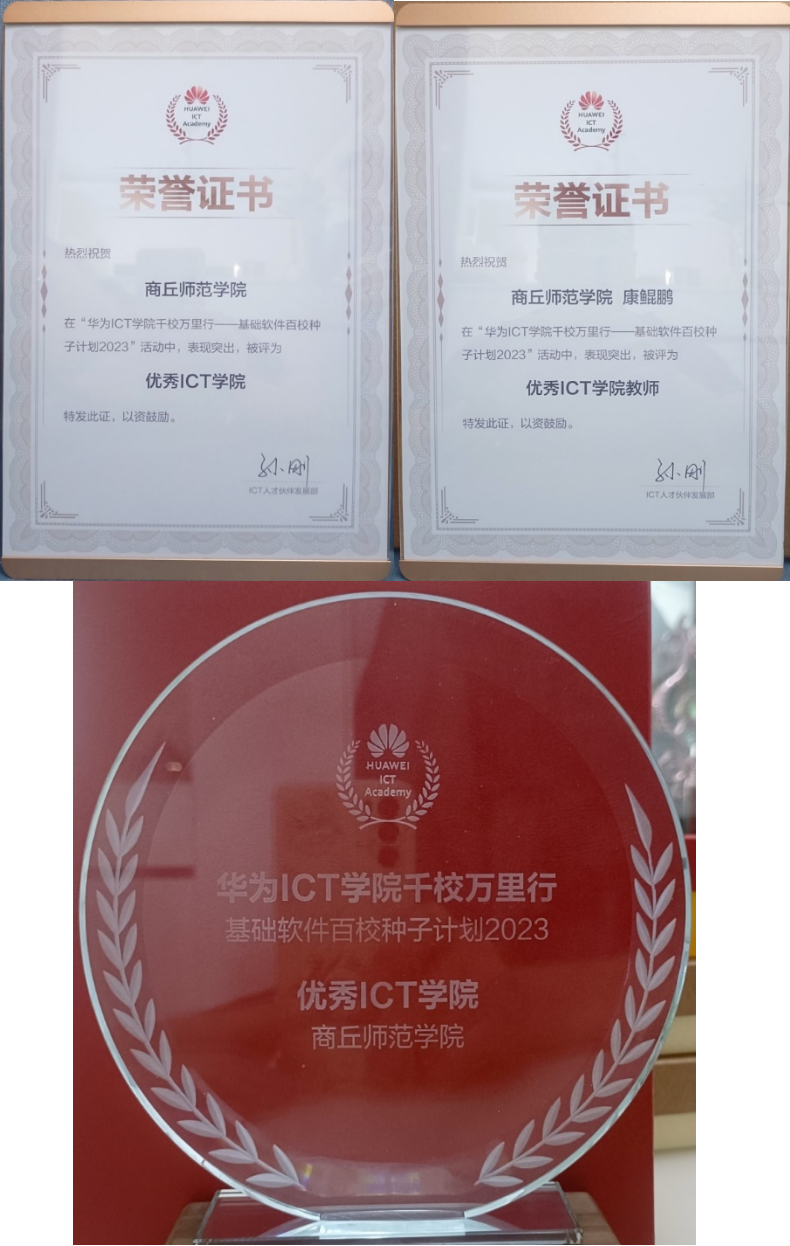 HUAWEI
ICT
Academy
荣誉证书
热烈祝贺
商丘师范学院
在“华为ICT学院千校万里行——基础软件百校种
子计划2023”活动中，表现突出，被评为
优秀ICT学院
特发此证，以资鼓励。
孙刚
ICT人才伙伴发展部
HUAWEI
ICT
Academy
荣誉证书
热烈祝贺
商丘师范学院 康鲲鹏
在“华为ICT学院千校万里行——基础软件百校种
子计划2023”活动中，表现突出，被评为
优秀ICT学院教师
特发此证，以资鼓励。
孙刚
ICT人才伙伴发展部
HUAWEI
ICT
Academy
华为ICT学院千校万里行
基础软件百校种子计划2023
优秀ICT学院
商丘师范学院